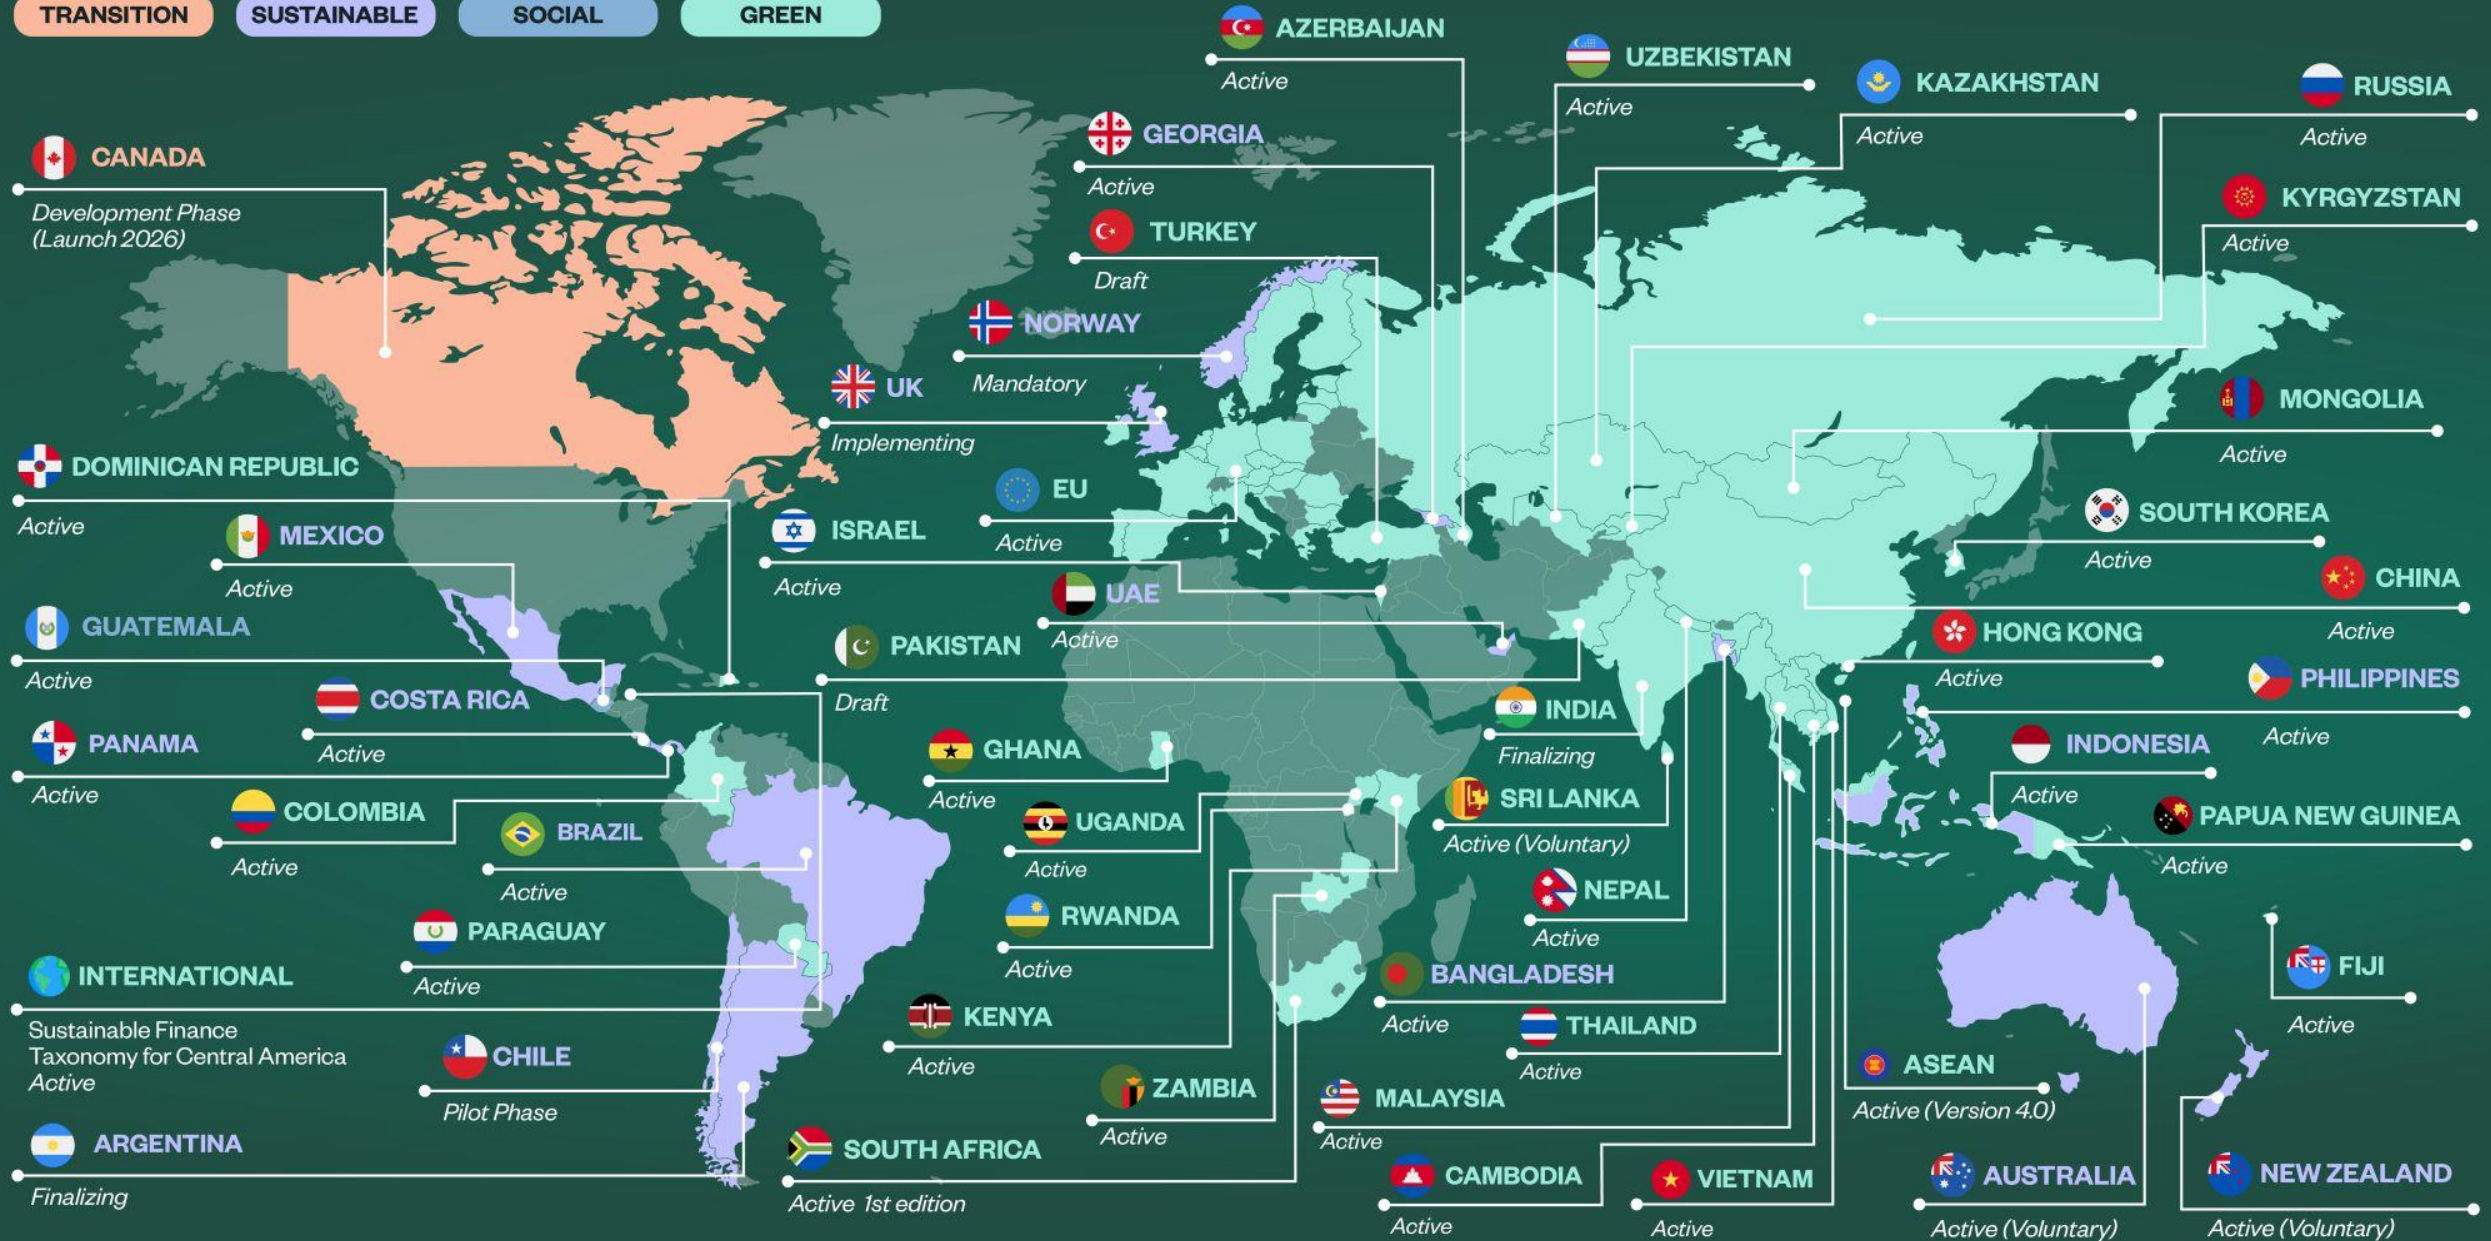 TRANSITION
SUSTAINABLE
SOCIAL
GREEN
AZERBAIJAN
Active
UZBEKISTAN
Active
KAZAKHSTAN
Active
RUSSIA
Active
GEORGIA
Active
CANADA
Development Phase
(Launch 2026)
KYRGYZSTAN
Active
TURKEY
Draft
NORWAY
Mandatory
UK
Implementing
MONGOLIA
Active
DOMINICAN REPUBLIC
Active
EU
Active
SOUTH KOREA
Active
MEXICO
Active
ISRAEL
Active
CHINA
Active
UAE
Active
GUATEMALA
Active
PAKISTAN
Draft
HONG KONG
Active
PHILIPPINES
Active
COSTA RICA
Active
INDIA
Finalizing
PANAMA
Active
GHANA
Active
INDONESIA
Active
COLOMBIA
Active
BRAZIL
Active
UGANDA
Active
SRI LANKA
Active (Voluntary)
PAPUA NEW GUINEA
Active
NEPAL
Active
RWANDA
Active
PARAGUAY
Active
INTERNATIONAL
Sustainable Finance
Taxonomy for Central America
Active
BANGLADESH
Active
FIJI
Active
KENYA
Active
THAILAND
Active
CHILE
Pilot Phase
ASEAN
Active (Version 4.0)
ZAMBIA
Active
MALAYSIA
Active
ARGENTINA
Finalizing
SOUTH AFRICA
Active 1st edition
CAMBODIA
Active
VIETNAM
Active
AUSTRALIA
Active (Voluntary)
NEW ZEALAND
Active (Voluntary)